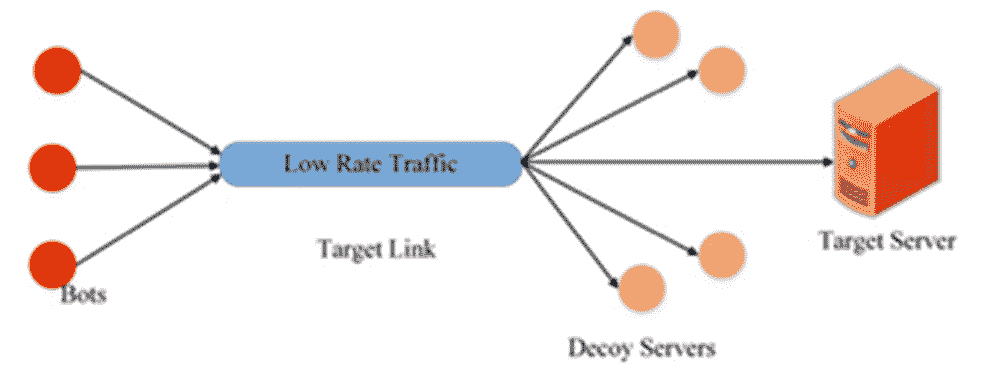 Low Rate Traffic
Target Link
Target Server
Bots
Decoy Servers